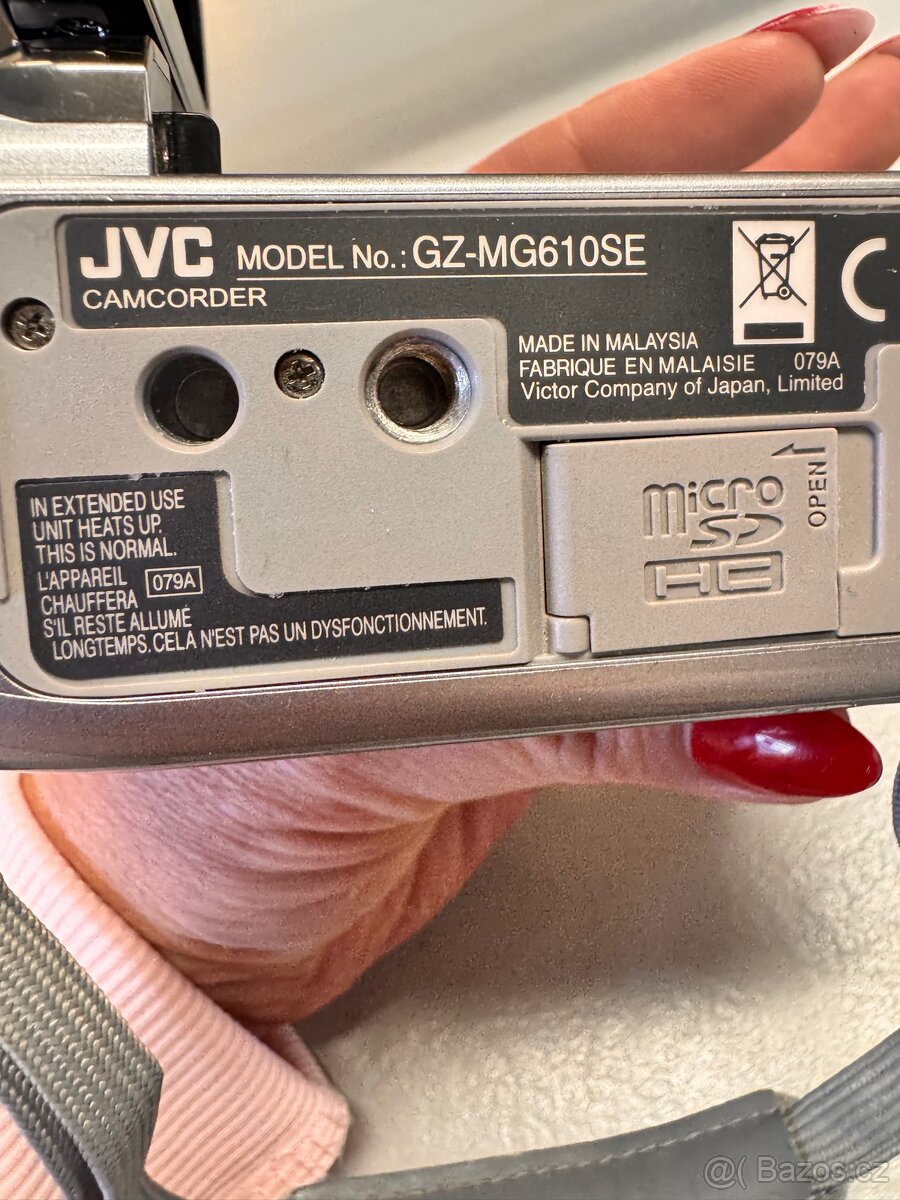 JVC MODEL No.: GZ-MG610SE
CAMCORDER
CE
MADE IN MALAYSIA
FABRIQUE EN MALAISIE 079A
Victor Company of Japan, Limited
micro
SD
HC
OPEN
IN EXTENDED USE
UNIT HEATS UP.
THIS IS NORMAL.
L'APPAREIL 079A
CHAUFFERA
S'IL RESTE ALLUMÉ
LONGTEMPS. CELA N'EST PAS UN DYSFONCTIONNEMENT.
@( Bazos.cz